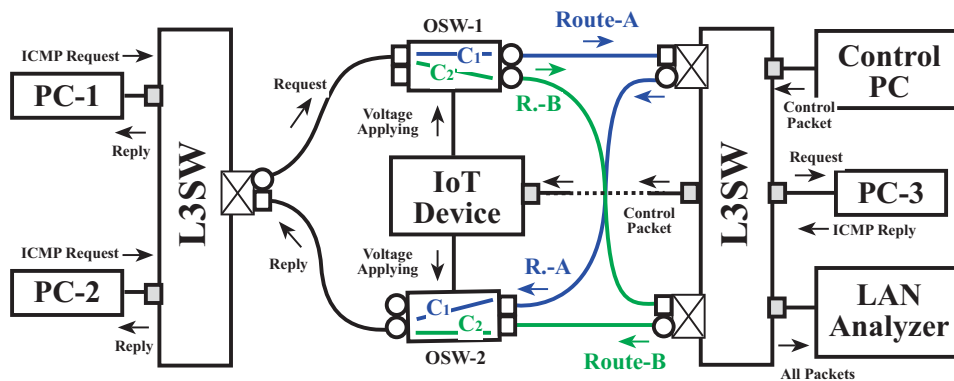 OSW-1
Route-A
ICMP Request
PC-1
Reply
L3SW
Request
C1
C2
R.-B
Voltage
Applying
IoT
Device
Control
Packet
Voltage
Applying
Reply
ICMP Request
PC-2
Reply
R.-A
C1
C2
OSW-2
Route-B
L3SW
Control
PC
Control
Packet
Request
PC-3
ICMP Reply
LAN
Analyzer
All Packets